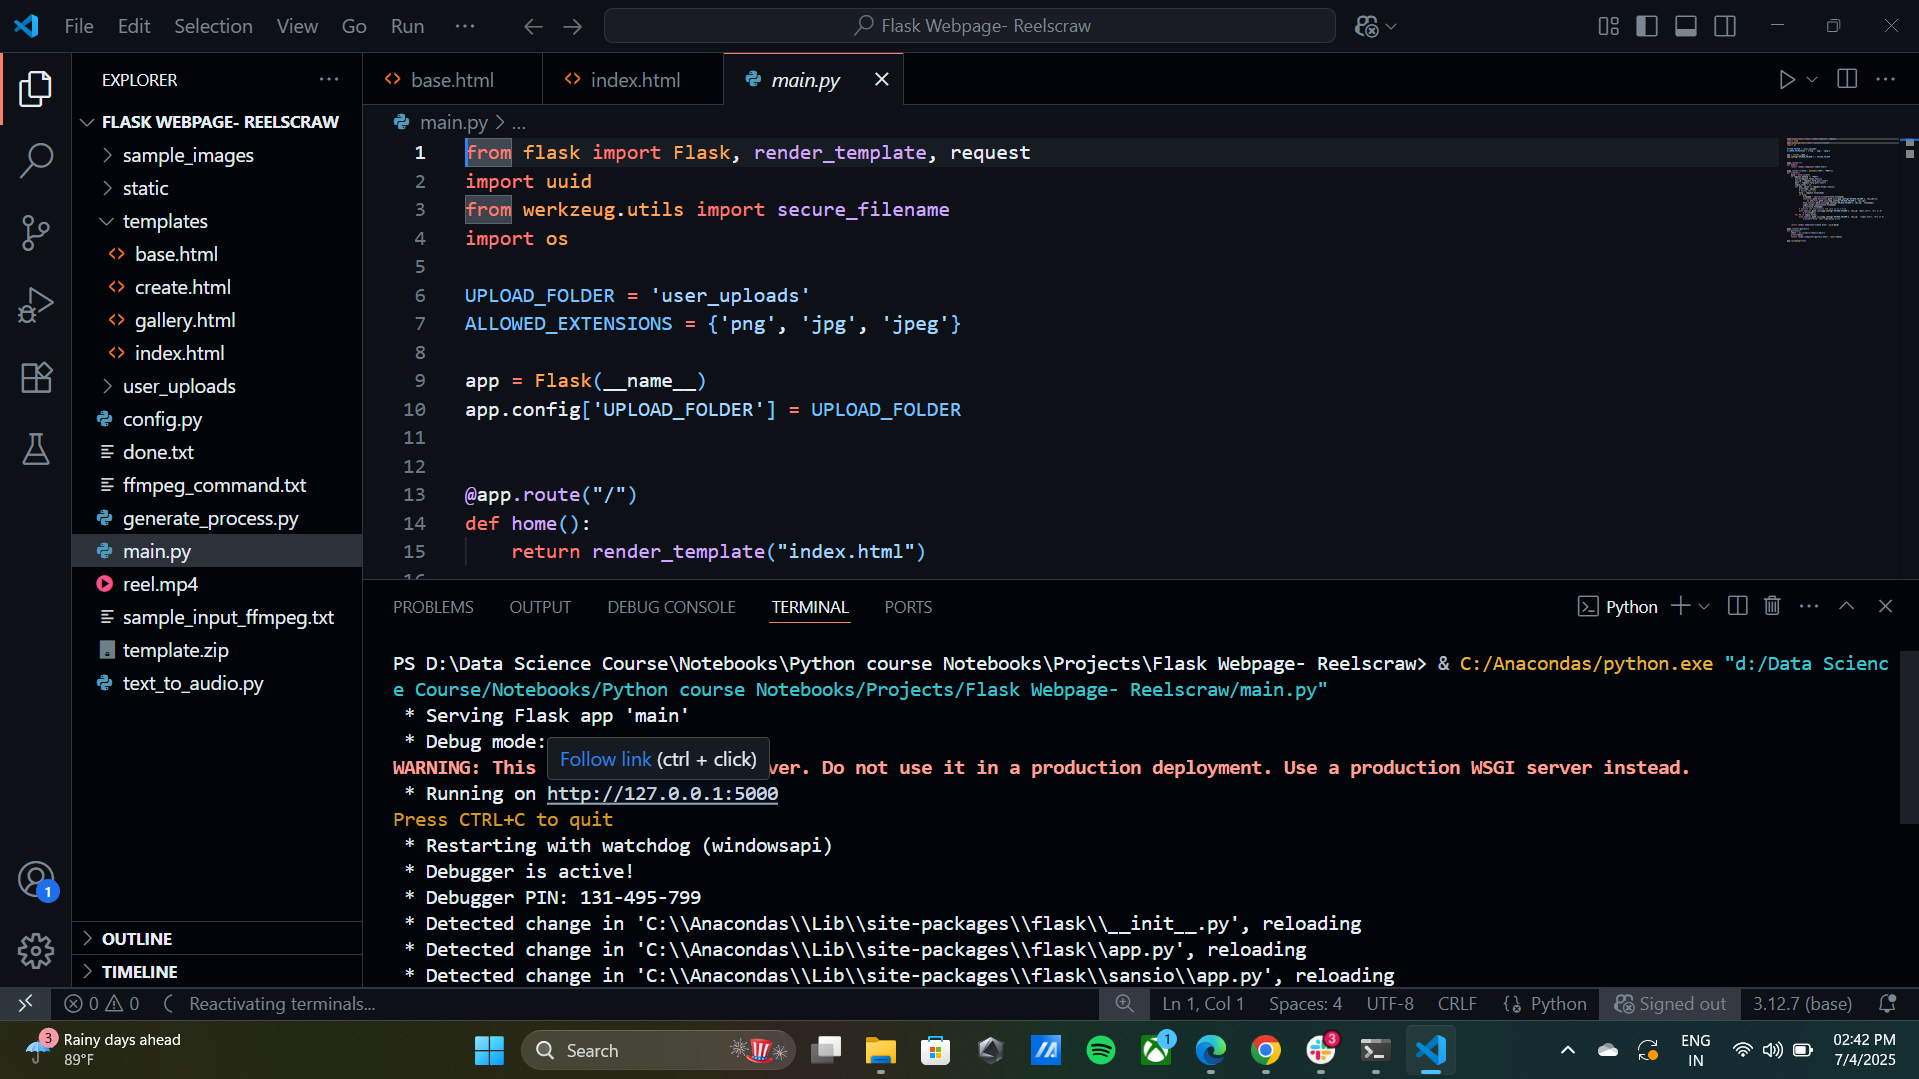 File Edit Selection View Go Run ··· Flask Webpage- Reelscraw
EXPLORER ···
FLASK WEBPAGE- REELSCRAW
sample_images
static
templates
base.html
create.html
gallery.html
index.html
user_uploads
config.py
done.txt
ffmpeg_command.txt
generate_process.py
main.py
reel.mp4
sample_input_ffmpeg.txt
template.zip
text_to_audio.py
OUTLINE
TIMELINE
base.html index.html main.py
main.py > ...
1 from flask import Flask, render_template, request
2 import uuid
3 from werkzeug.utils import secure_filename
4 import os
5
6 UPLOAD_FOLDER = 'user_uploads'
7 ALLOWED_EXTENSIONS = {'png', 'jpg', 'jpeg'}
8
9 app = Flask(__name__)
10 app.config['UPLOAD_FOLDER'] = UPLOAD_FOLDER
11
12
13 @app.route("/")
14 def home():
15 return render_template("index.html")
PROBLEMS OUTPUT DEBUG CONSOLE TERMINAL PORTS Python
PS D:\Data Science Course\Notebooks\Python course Notebooks\Projects\Flask Webpage- Reelscraw> & C:/Anacondas/python.exe "d:/Data Scienc
e Course/Notebooks/Python course Notebooks/Projects/Flask Webpage- Reelscraw/main.py"
* Serving Flask app 'main'
* Debug mode:
Follow link (ctrl + click)
WARNING: This ver. Do not use it in a production deployment. Use a production WSGI server instead.
* Running on http://127.0.0.1:5000
Press CTRL+C to quit
* Restarting with watchdog (windowsapi)
* Debugger is active!
* Debugger PIN: 131-495-799
* Detected change in 'C:\\Anacondas\\Lib\\site-packages\\flask\\__init__.py', reloading
* Detected change in 'C:\\Anacondas\\Lib\\site-packages\\flask\\app.py', reloading
* Detected change in 'C:\\Anacondas\\Lib\\site-packages\\flask\\sansio\\app.py', reloading
1
0 0 Reactivating terminals... Ln 1, Col 1 Spaces: 4 UTF-8 CRLF {} Python Signed out 3.12.7 (base)
3 Rainy days ahead
89°F
Search
1
3
ENG
IN
02:42 PM
7/4/2025